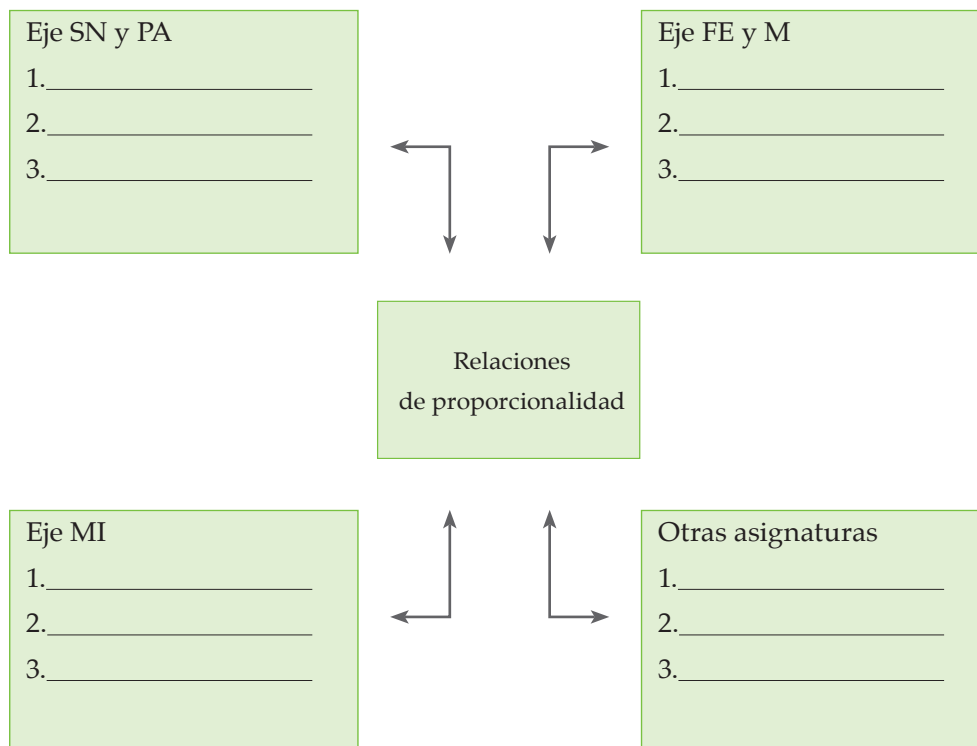 Eje SN y PA
1.
2.
3.
Eje FE y M
1.
2.
3.
Relaciones
de proporcionalidad
Eje MI
1.
2.
3.
Otras asignaturas
1.
2.
3.